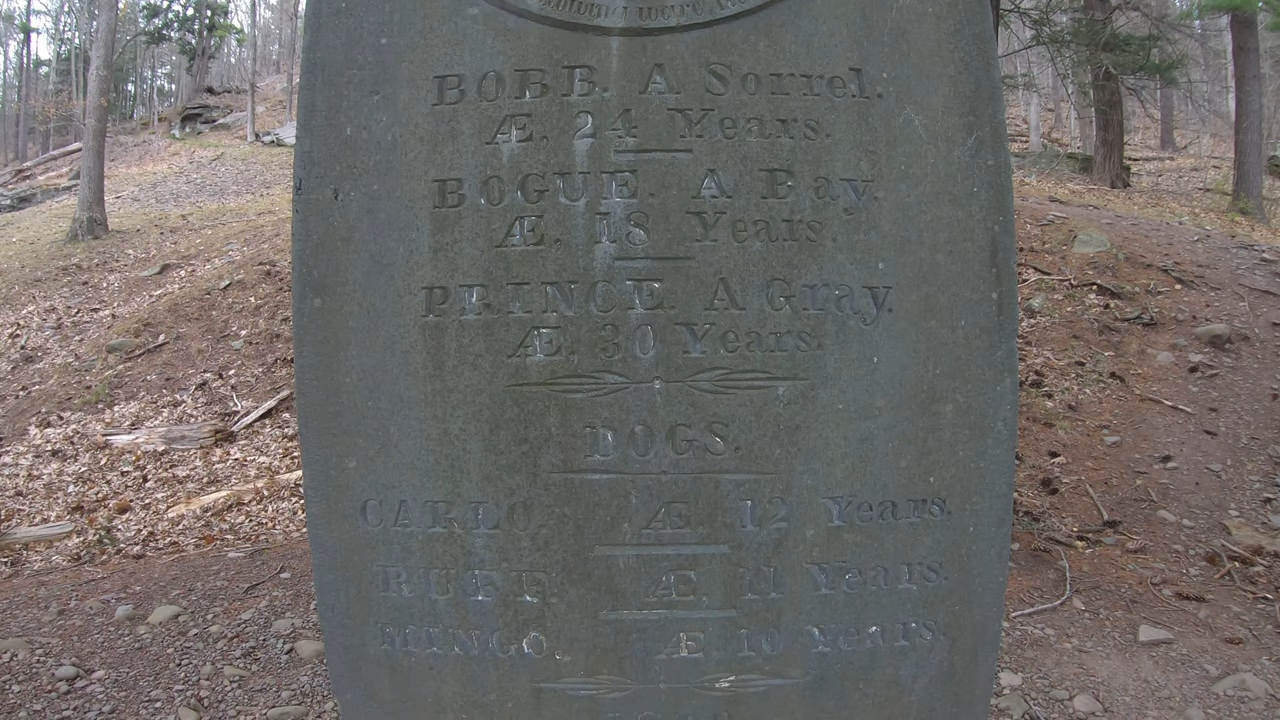 BOBB. A Sorrel.
Æ, 24 Years.
BOGUE. A Bay.
Æ, 18 Years.
PRINCE. A Gray.
Æ, 30 Years.
DOGS.
CARLO. Æ 12 Years.
RUFF. Æ, 11 Years.
MINGO. Æ 10 Years.